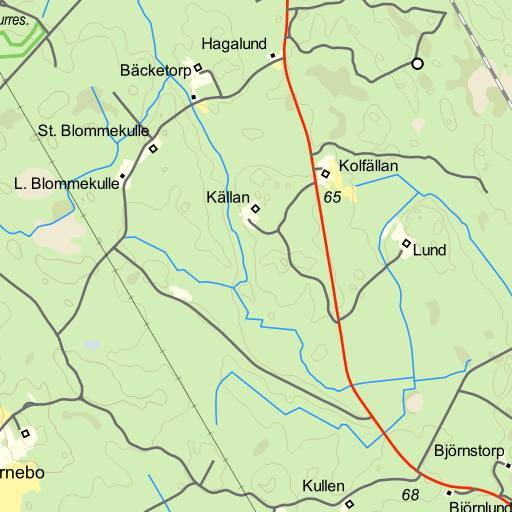 urres.
Hagalund
Bäcketorp
St. Blommekulle
Kolfällan
L. Blommekulle
Källan
65
Lund
Björnstorp
rnebo
Kullen
68
Björnlund